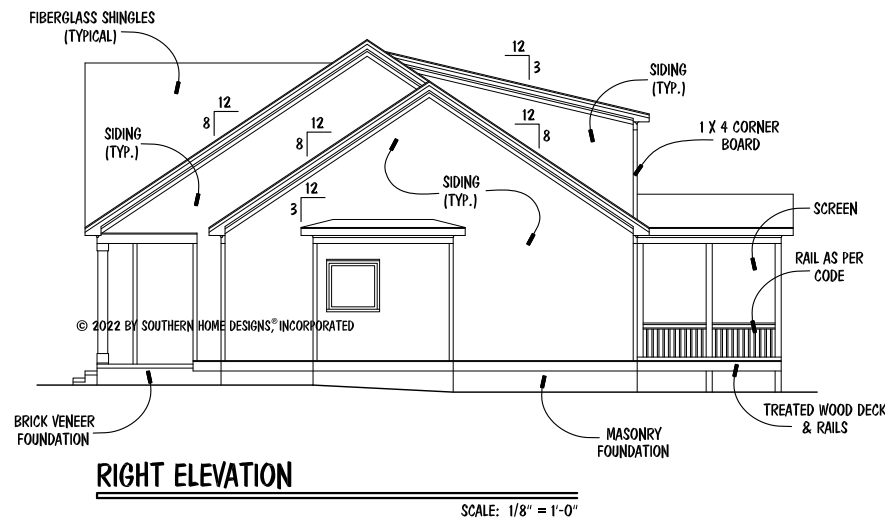 FIBERGLASS SHINGLES
(TYPICAL)
12
3
SIDING
(TYP.)
12
8
12
8
12
8
1 X 4 CORNER
BOARD
SIDING
(TYP.)
SIDING
(TYP.)
12
3
SCREEN
RAIL AS PER
CODE
© 2022 BY SOUTHERN HOME DESIGNS,® INCORPORATED
BRICK VENEER
FOUNDATION
MASONRY
FOUNDATION
TREATED WOOD DECK
& RAILS
RIGHT ELEVATION
SCALE: 1/8" = 1'-0"